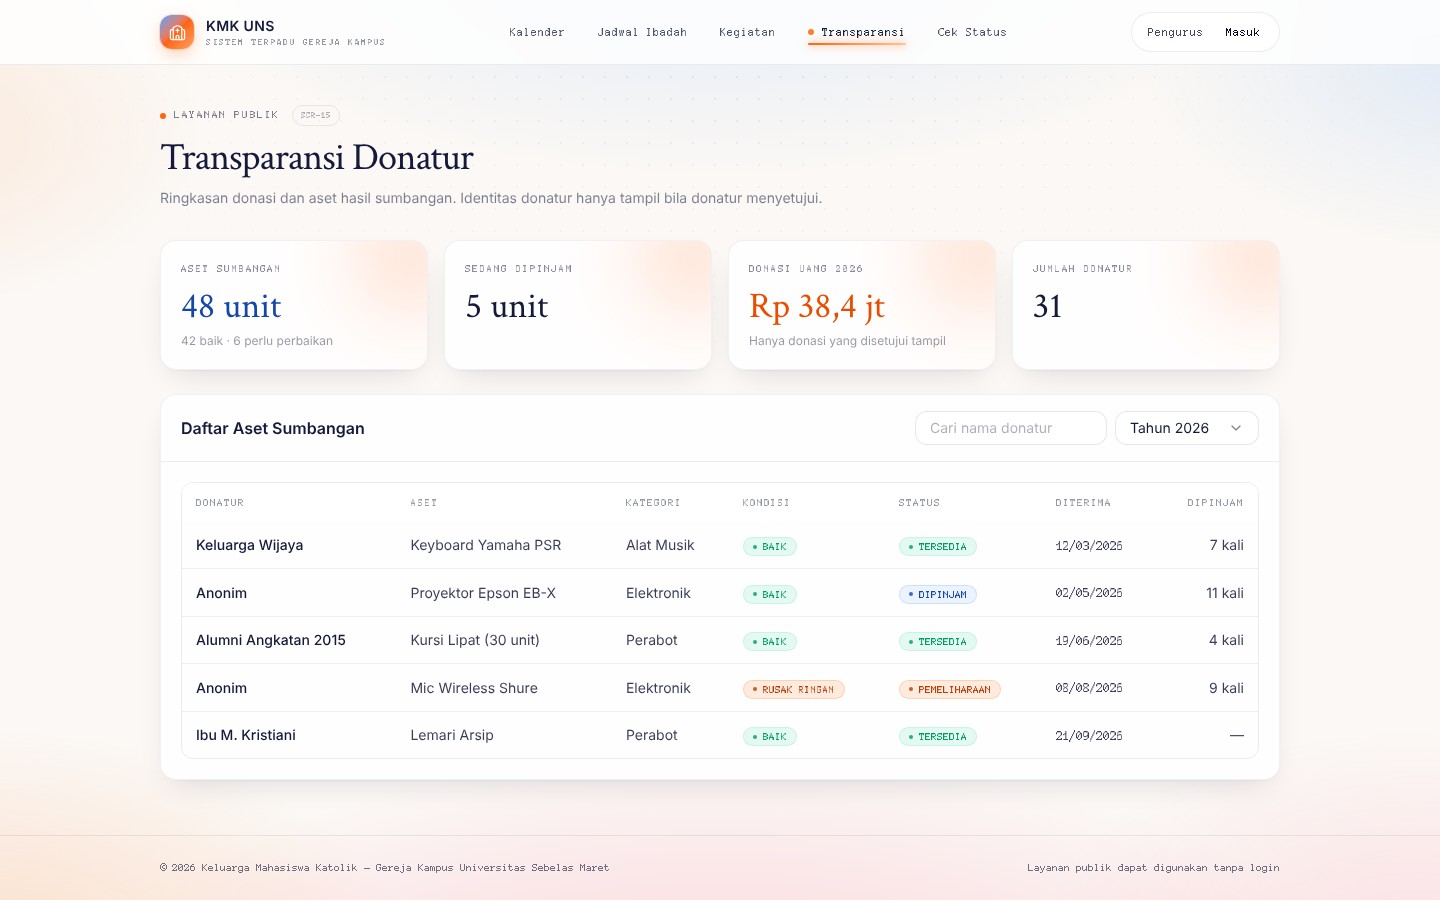 KMK UNS
SISTEM TERPADU GEREJA KAMPUS
Kalender Jadwal Ibadah Kegiatan Transparansi Cek Status
Pengurus Masuk
LAYANAN PUBLIK SCR-15
Transparansi Donatur
Ringkasan donasi dan aset hasil sumbangan. Identitas donatur hanya tampil bila donatur menyetujui.
ASET SUMBANGAN
48 unit
42 baik · 6 perlu perbaikan
SEDANG DIPINJAM
5 unit
DONASI UANG 2026
Rp 38,4 jt
Hanya donasi yang disetujui tampil
JUMLAH DONATUR
31
Daftar Aset Sumbangan
Cari nama donatur
Tahun 2026
DONATUR ASET KATEGORI KONDISI STATUS DITERIMA DIPINJAM
Keluarga Wijaya Keyboard Yamaha PSR Alat Musik BAIK TERSEDIA 12/03/2026 7 kali
Anonim Proyektor Epson EB-X Elektronik BAIK DIPINJAM 02/05/2026 11 kali
Alumni Angkatan 2015 Kursi Lipat (30 unit) Perabot BAIK TERSEDIA 19/06/2026 4 kali
Anonim Mic Wireless Shure Elektronik RUSAK RINGAN PEMELIHARAAN 08/08/2026 9 kali
Ibu M. Kristiani Lemari Arsip Perabot BAIK TERSEDIA 21/09/2026 —
© 2026 Keluarga Mahasiswa Katolik — Gereja Kampus Universitas Sebelas Maret
Layanan publik dapat digunakan tanpa login